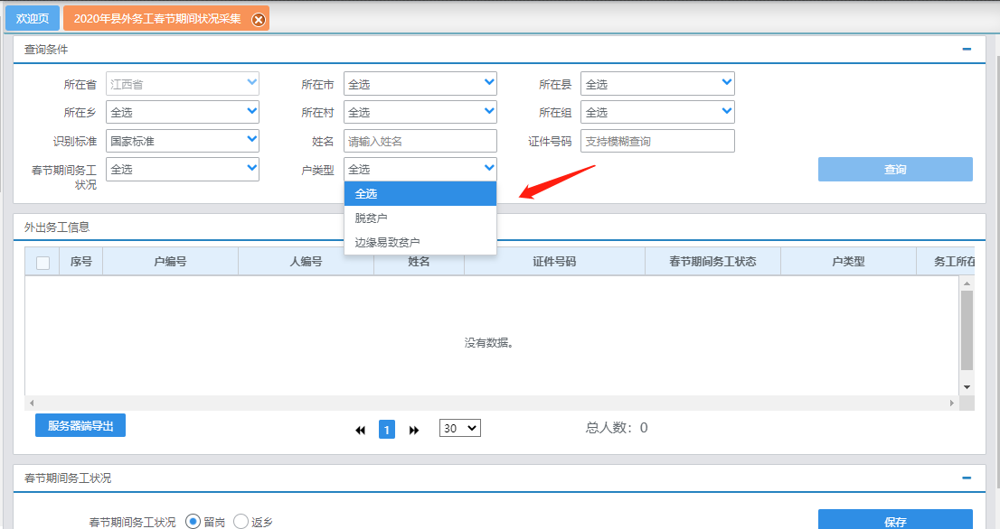 欢迎页 2020年县外务工春节期间状况采集
查询条件
所在省 江西省 所在市 全选 所在县 全选
所在乡 全选 所在村 全选 所在组 全选
识别标准 国家标准 姓名 请输入姓名 证件号码 支持模糊查询
春节期间务工 全选 户类型 全选 查询
状况
全选
脱贫户
边缘易致贫户
外出务工信息
序号 户编号 人编号 姓名 证件号码 春节期间务工状态 户类型 务工所在
没有数据。
服务器端导出 1 30 总人数：0
春节期间务工状况
春节期间务工状况 留岗 返乡 保存